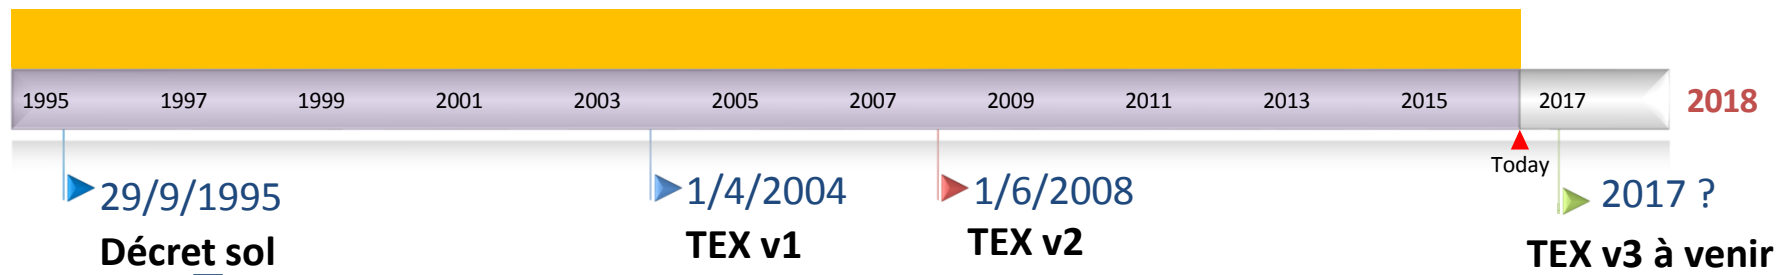 1995 1997 1999 2001 2003 2005 2007 2009 2011 2013 2015 2017 2018
Today
29/9/1995 1/4/2004 1/6/2008 2017 ?
Décret sol TEX v1 TEX v2 TEX v3 à venir